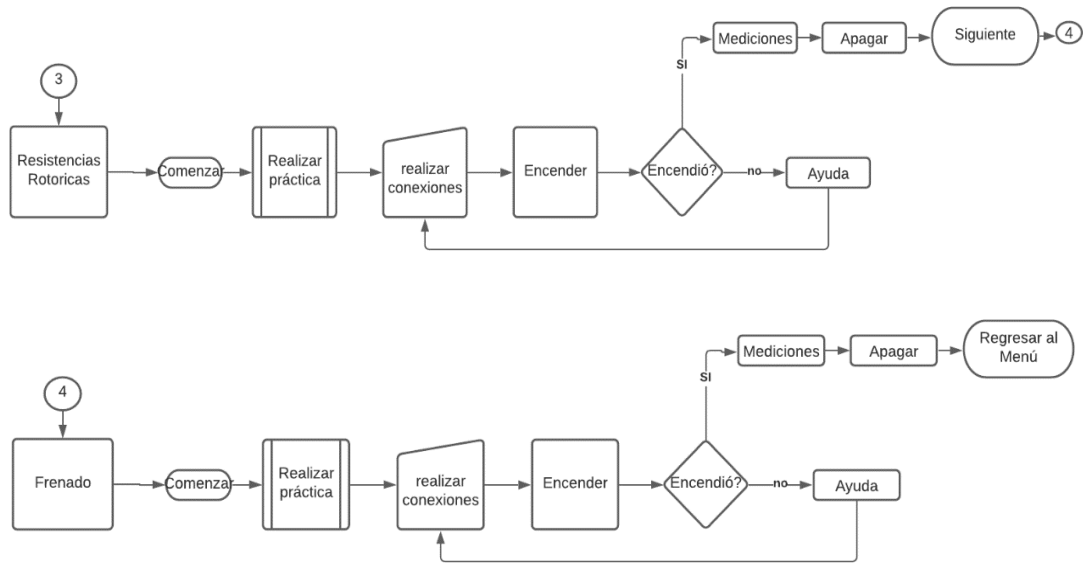 3
Resistencias
Rotoricas
Comenzar
Realizar
práctica
realizar
conexiones
Encender
Encendió?
SI
Mediciones
Apagar
Siguiente
4
no
Ayuda
4
Frenado
Comenzar
Realizar
práctica
realizar
conexiones
Encender
Encendió?
SI
Mediciones
Apagar
Regresar al
Menú
no
Ayuda